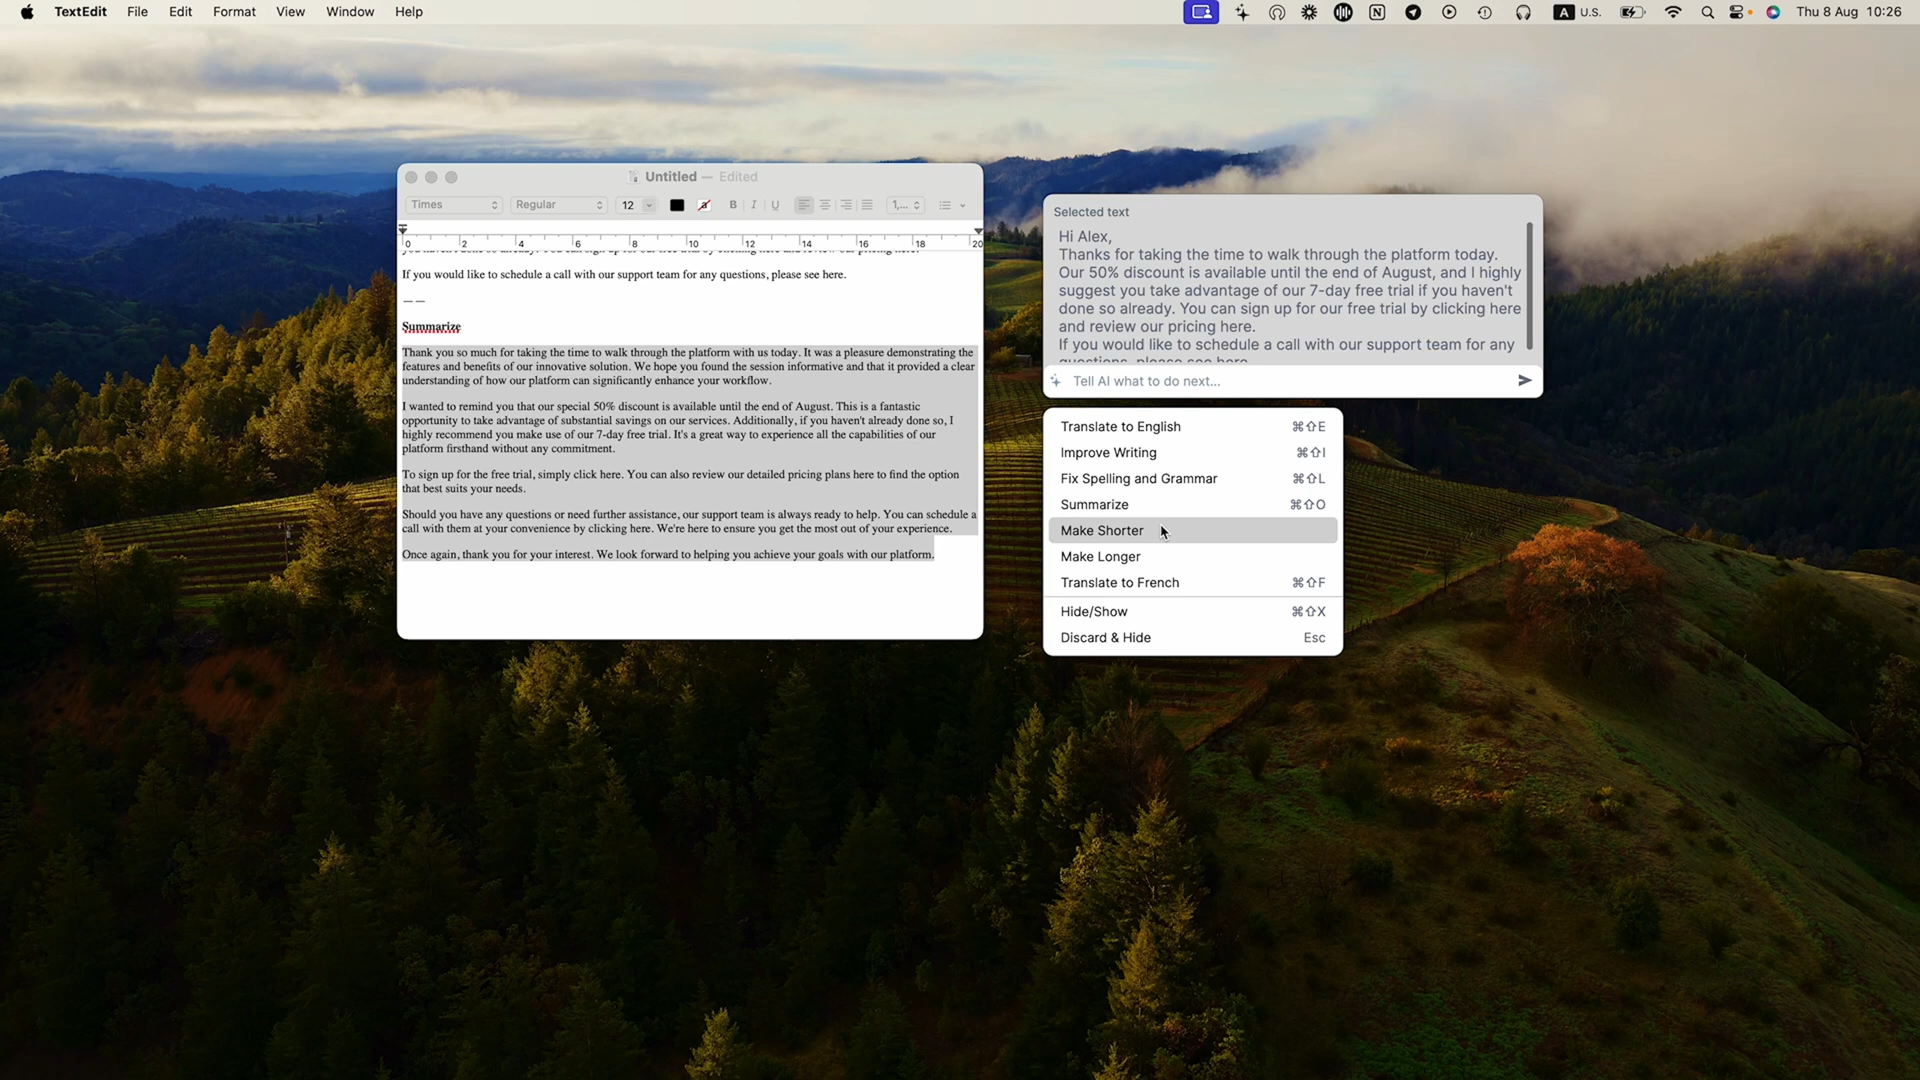 TextEdit File Edit Format View Window Help
A U.S. Thu 8 Aug 10:26
Untitled — Edited
Times Regular 12 B I U 1,...
0 2 4 6 8 10 12 14 16 18 20
If you would like to schedule a call with our support team for any questions, please see here.
——
Summarize
Thank you so much for taking the time to walk through the platform with us today. It was a pleasure demonstrating the
features and benefits of our innovative solution. We hope you found the session informative and that it provided a clear
understanding of how our platform can significantly enhance your workflow.
I wanted to remind you that our special 50% discount is available until the end of August. This is a fantastic
opportunity to take advantage of substantial savings on our services. Additionally, if you haven't already done so, I
highly recommend you make use of our 7-day free trial. It's a great way to experience all the capabilities of our
platform firsthand without any commitment.
To sign up for the free trial, simply click here. You can also review our detailed pricing plans here to find the option
that best suits your needs.
Should you have any questions or need further assistance, our support team is always ready to help. You can schedule a
call with them at your convenience by clicking here. We're here to ensure you get the most out of your experience.
Once again, thank you for your interest. We look forward to helping you achieve your goals with our platform.
Selected text
Hi Alex,
Thanks for taking the time to walk through the platform today.
Our 50% discount is available until the end of August, and I highly
suggest you take advantage of our 7-day free trial if you haven't
done so already. You can sign up for our free trial by clicking here
and review our pricing here.
If you would like to schedule a call with our support team for any
questions, please see here.
Tell AI what to do next...
Translate to English ⌘⇧E
Improve Writing ⌘⇧I
Fix Spelling and Grammar ⌘⇧L
Summarize ⌘⇧O
Make Shorter
Make Longer
Translate to French ⌘⇧F
Hide/Show ⌘⇧X
Discard & Hide Esc